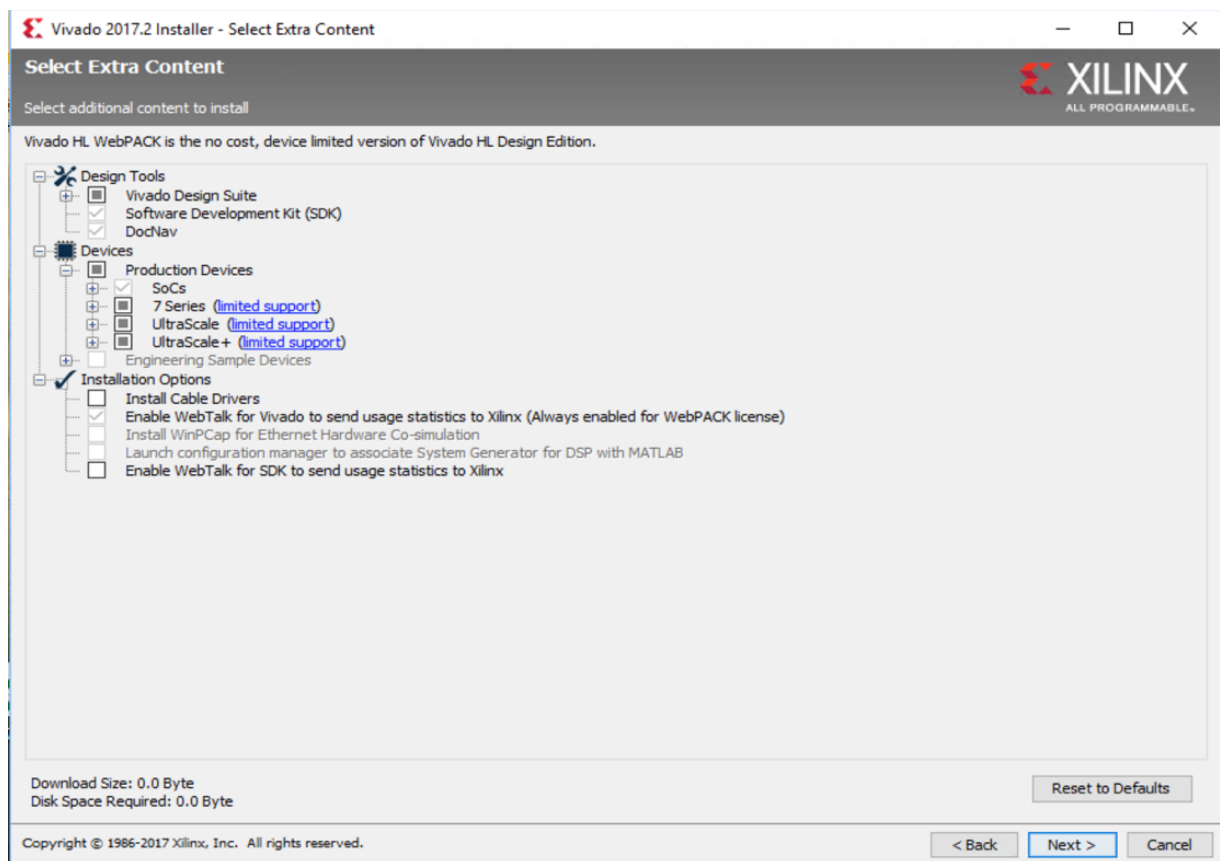 Vivado 2017.2 Installer - Select Extra Content
Select Extra Content
XILINX
ALL PROGRAMMABLE™
Select additional content to install
Vivado HL WebPACK is the no cost, device limited version of Vivado HL Design Edition.
Design Tools
Vivado Design Suite
Software Development Kit (SDK)
DocNav
Devices
Production Devices
SoCs
7 Series (limited support)
UltraScale (limited support)
UltraScale+ (limited support)
Engineering Sample Devices
Installation Options
Install Cable Drivers
Enable WebTalk for Vivado to send usage statistics to Xilinx (Always enabled for WebPACK license)
Install WinPCap for Ethernet Hardware Co-simulation
Launch configuration manager to associate System Generator for DSP with MATLAB
Enable WebTalk for SDK to send usage statistics to Xilinx
Download Size: 0.0 Byte
Disk Space Required: 0.0 Byte
Reset to Defaults
Copyright © 1986-2017 Xilinx, Inc. All rights reserved.
< Back
Next >
Cancel